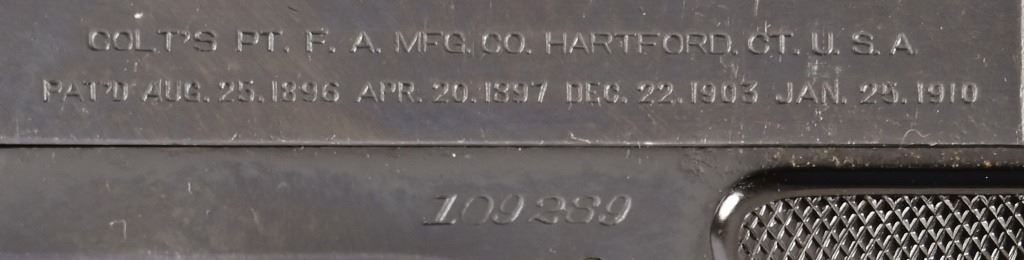 COLT'S PT. F. A. MFG. CO. HARTFORD, CT. U. S. A.
PAT'D AUG. 25. 1896 APR. 20. 1897 DEC. 22. 1903 JAN. 25. 1910
109289